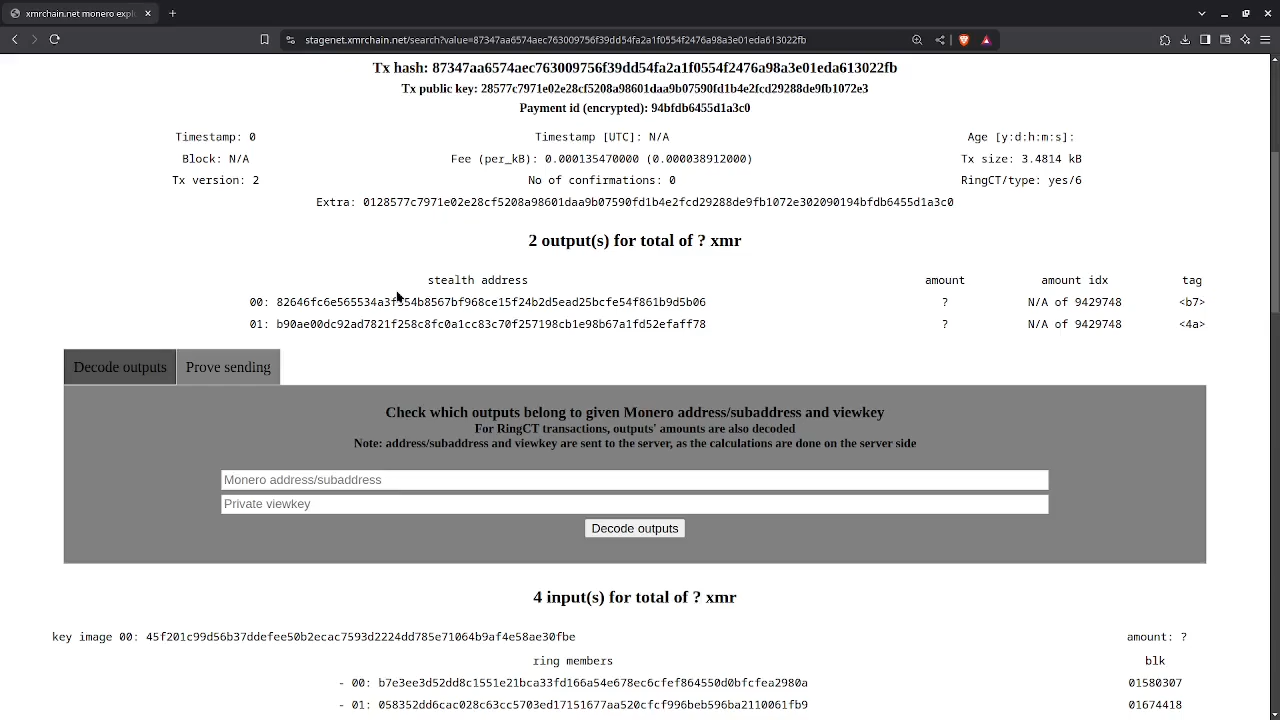 xmrchain.net monero expl
stagenet.xmrchain.net/search?value=87347aa6574aec763009756f39dd54fa2a1f0554f2476a98a3e01eda613022fb
Tx hash: 87347aa6574aec763009756f39dd54fa2a1f0554f2476a98a3e01eda613022fb
Tx public key: 28577c7971e02e28cf5208a98601daa9b07590fd1b4e2fcd29288de9fb1072e3
Payment id (encrypted): 94bfdb6455d1a3c0
Timestamp: 0 Timestamp [UTC]: N/A Age [y:d:h:m:s]:
Block: N/A Fee (per_kB): 0.000135470000 (0.000038912000) Tx size: 3.4814 kB
Tx version: 2 No of confirmations: 0 RingCT/type: yes/6
Extra: 0128577c7971e02e28cf5208a98601daa9b07590fd1b4e2fcd29288de9fb1072e302090194bfdb6455d1a3c0
2 output(s) for total of ? xmr
stealth address amount amount idx tag
00: 82646fc6e565534a3f354b8567bf968ce15f24b2d5ead25bcfe54f861b9d5b06 ? N/A of 9429748 <b7>
01: b90ae00dc92ad7821f258c8fc0a1cc83c70f257198cb1e98b67a1fd52efaff78 ? N/A of 9429748 <4a>
Decode outputs Prove sending
Check which outputs belong to given Monero address/subaddress and viewkey
For RingCT transactions, outputs' amounts are also decoded
Note: address/subaddress and viewkey are sent to the server, as the calculations are done on the server side
Monero address/subaddress
Private viewkey
Decode outputs
4 input(s) for total of ? xmr
key image 00: 45f201c99d56b37ddefee50b2ecac7593d2224dd785e71064b9af4e58ae30fbe amount: ?
ring members blk
- 00: b7e3ee3d52dd8c1551e21bca33fd166a54e678ec6cfef864550d0bfcfea2980a 01580307
- 01: 058352dd6cac028c63cc5703ed17151677aa520cfcf996beb596ba2110061fb9 01674418